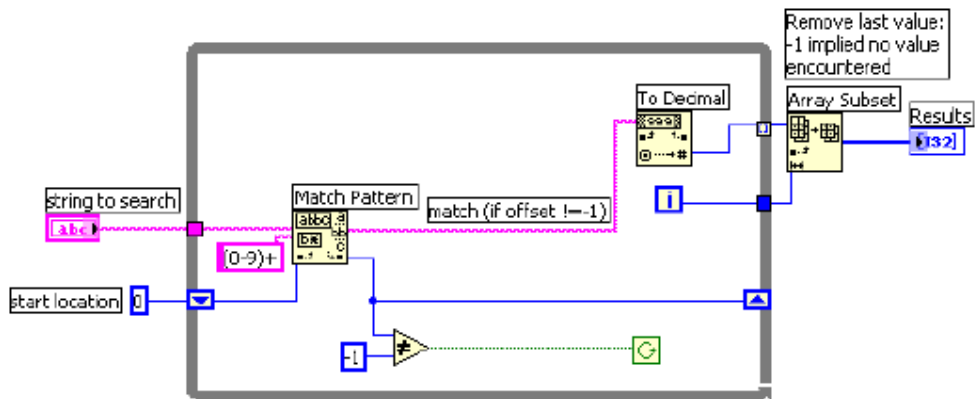 Remove last value:
-1 implied no value
encountered
To Decimal
Array Subset
Results
[I32]
string to search
abc
Match Pattern
match (if offset !=-1)
i
(0-9)+
start location
0
-1
≠